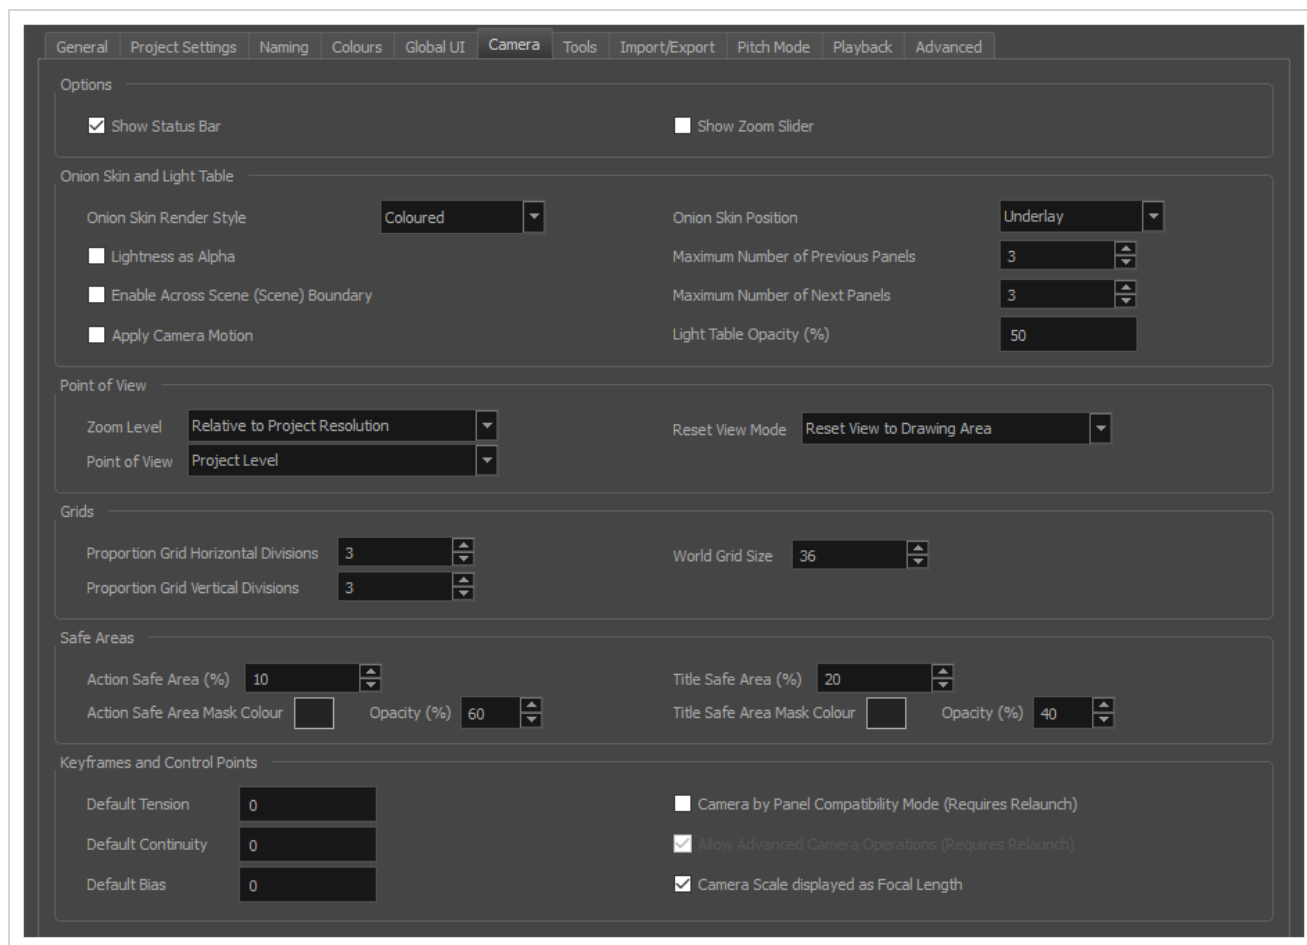 General Project Settings Naming Colours Global UI Camera Tools Import/Export Pitch Mode Playback Advanced
Options
Show Status Bar Show Zoom Slider
Onion Skin and Light Table
Onion Skin Render Style Coloured Onion Skin Position Underlay
Lightness as Alpha Maximum Number of Previous Panels 3
Enable Across Scene (Scene) Boundary Maximum Number of Next Panels 3
Apply Camera Motion Light Table Opacity (%) 50
Point of View
Zoom Level Relative to Project Resolution Reset View Mode Reset View to Drawing Area
Point of View Project Level
Grids
Proportion Grid Horizontal Divisions 3 World Grid Size 36
Proportion Grid Vertical Divisions 3
Safe Areas
Action Safe Area (%) 10 Title Safe Area (%) 20
Action Safe Area Mask Colour Opacity (%) 60 Title Safe Area Mask Colour Opacity (%) 40
Keyframes and Control Points
Default Tension 0 Camera by Panel Compatibility Mode (Requires Relaunch)
Default Continuity 0 Allow Advanced Camera Operations (Requires Relaunch)
Default Bias 0 Camera Scale displayed as Focal Length